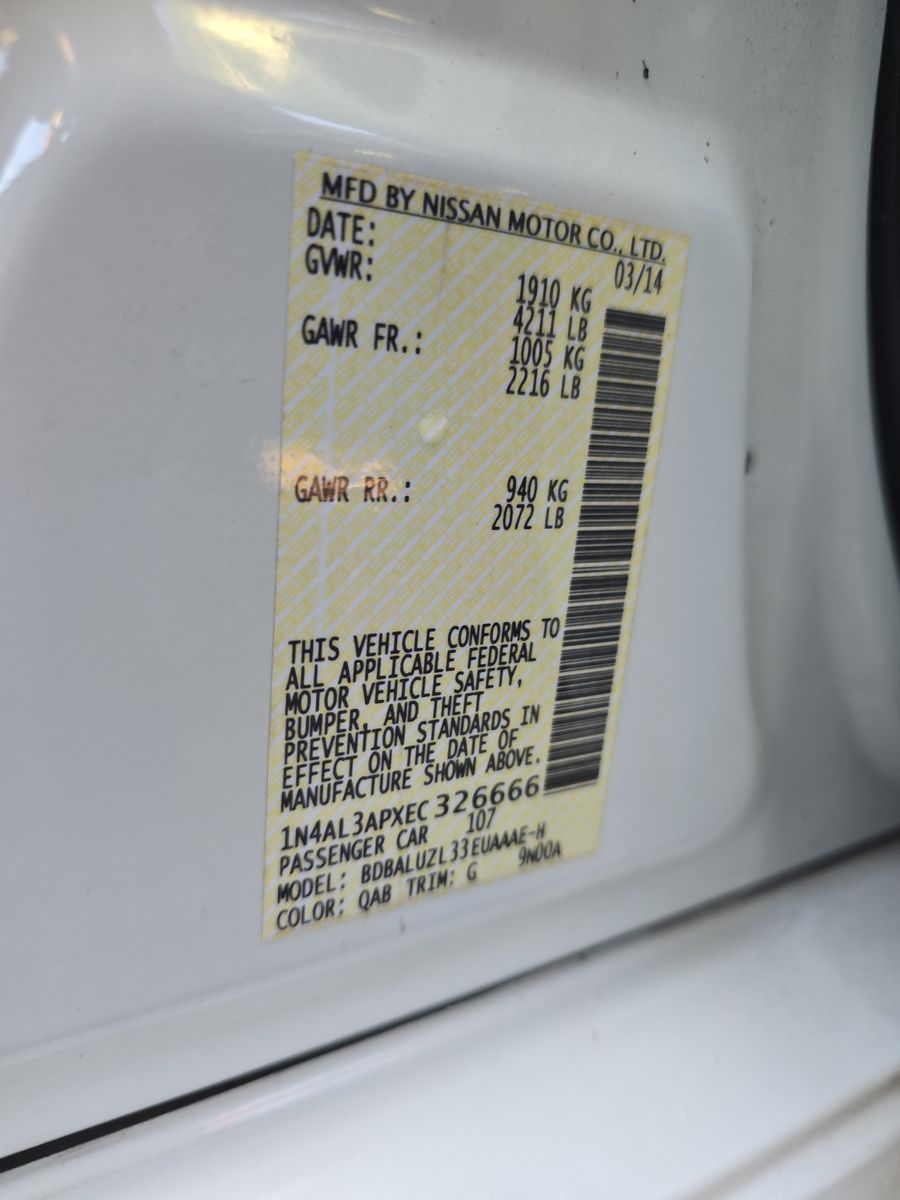 MFD BY NISSAN MOTOR CO., LTD.
DATE: 03/14
GVWR: 1910 KG
4211 LB
GAWR FR.: 1005 KG
2216 LB
GAWR RR.: 940 KG
2072 LB
THIS VEHICLE CONFORMS TO
ALL APPLICABLE FEDERAL
MOTOR VEHICLE SAFETY,
BUMPER, AND THEFT
PREVENTION STANDARDS IN
EFFECT ON THE DATE OF
MANUFACTURE SHOWN ABOVE.
1N4AL3APXEC326666
PASSENGER CAR 107
MODEL: BDBALUZL33EUAAAE-H
COLOR: QAB TRIM: G 9N00A